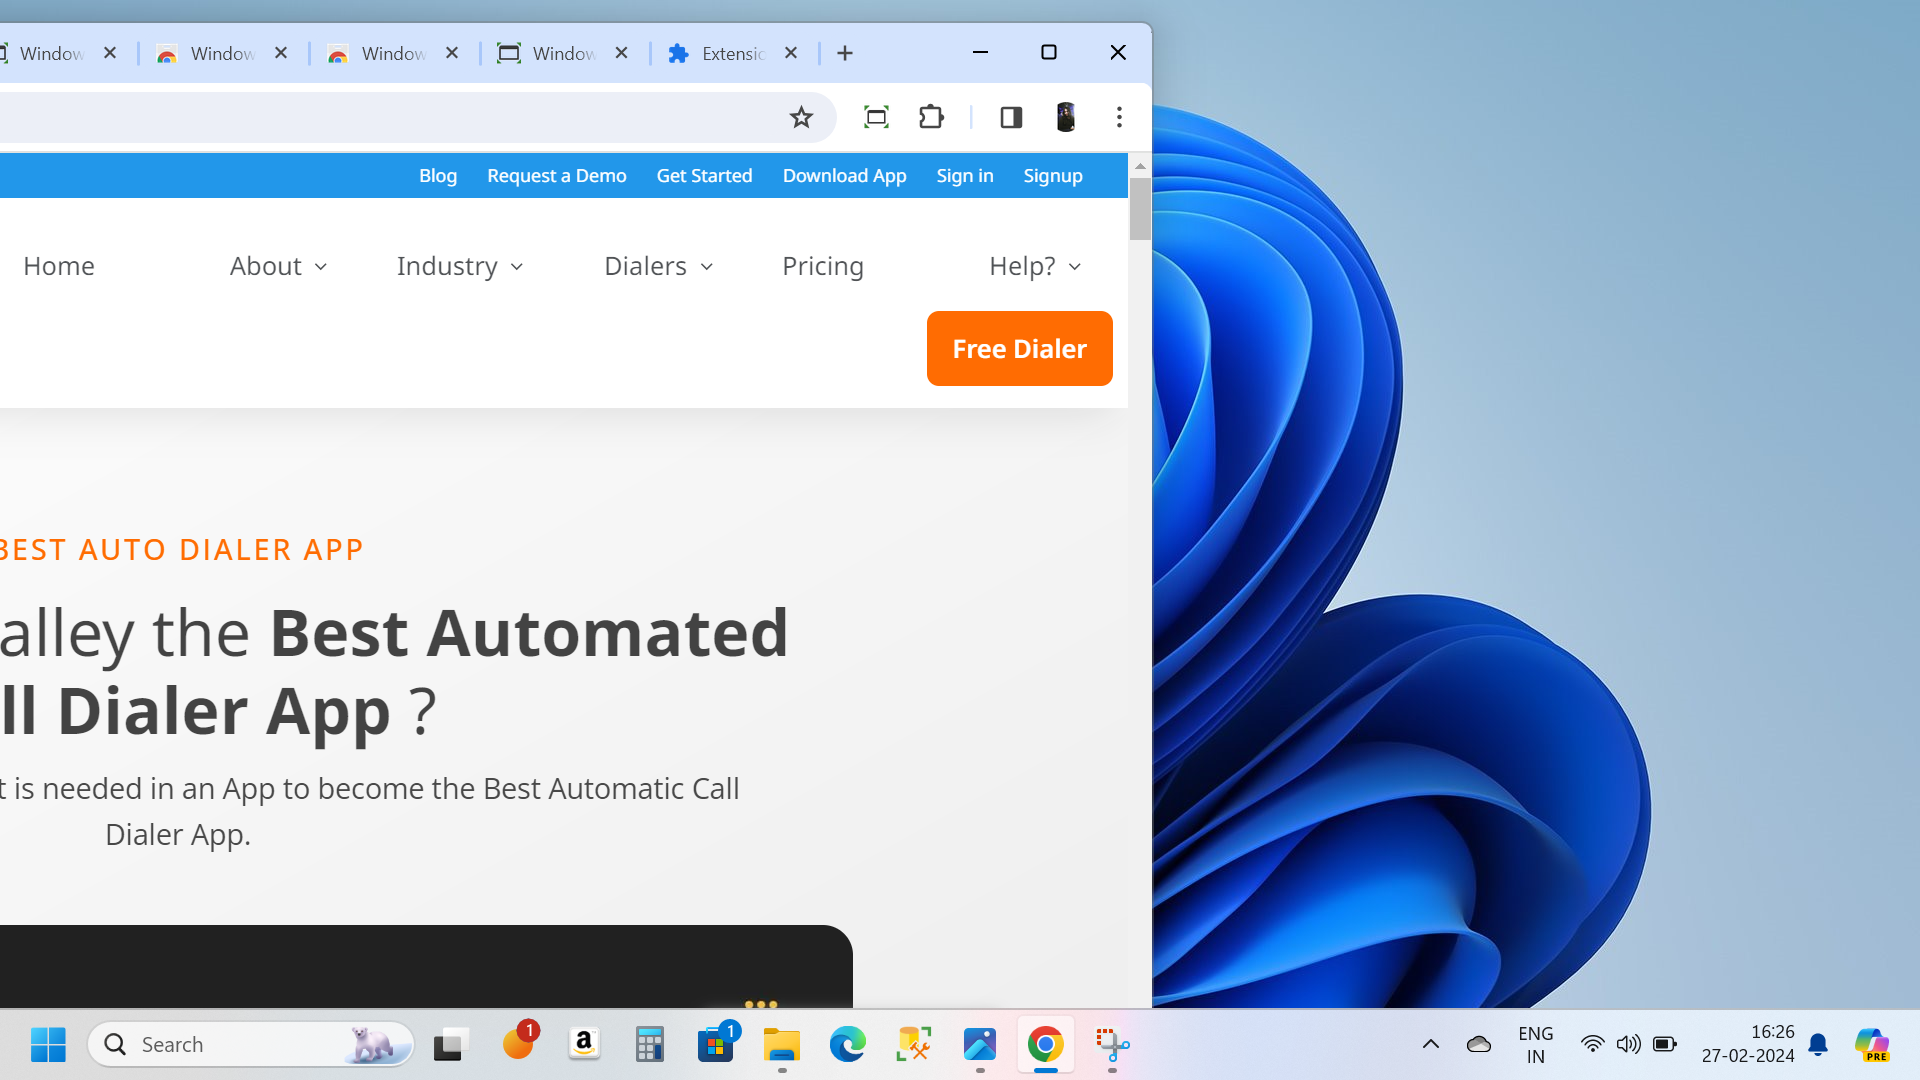 Window Window Window Window Extensic
Blog Request a Demo Get Started Download App Sign in Signup
Home About Industry Dialers Pricing Help?
Free Dialer
BEST AUTO DIALER APP
alley the Best Automated
ll Dialer App ?
t is needed in an App to become the Best Automatic Call
Dialer App.
Search
1
a
1
ENG
IN
16:26
27-02-2024
PRE